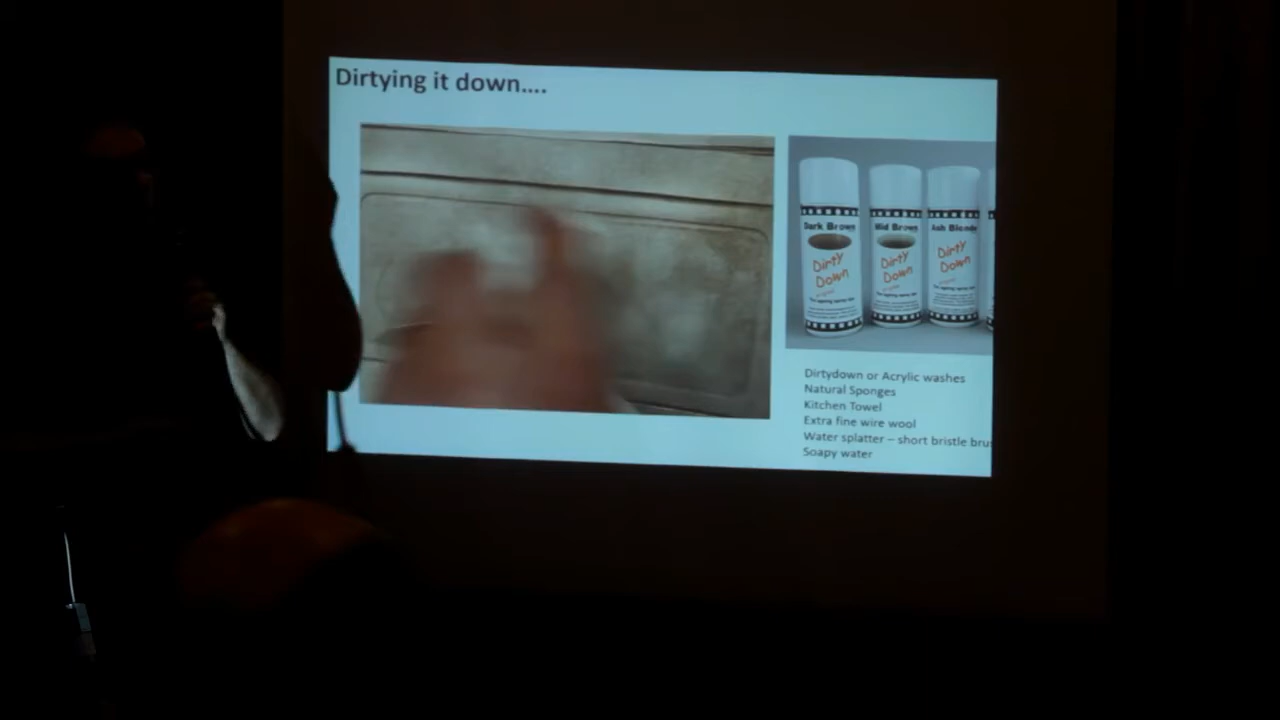 Dirtying it down....
Dark Brown
Dirty
Down
Mid Brown
Dirty
Down
Ash Blonde
Dirty
Down
Dirtydown or Acrylic washes
Natural Sponges
Kitchen Towel
Extra fine wire wool
Water splatter – short bristle brus
Soapy water